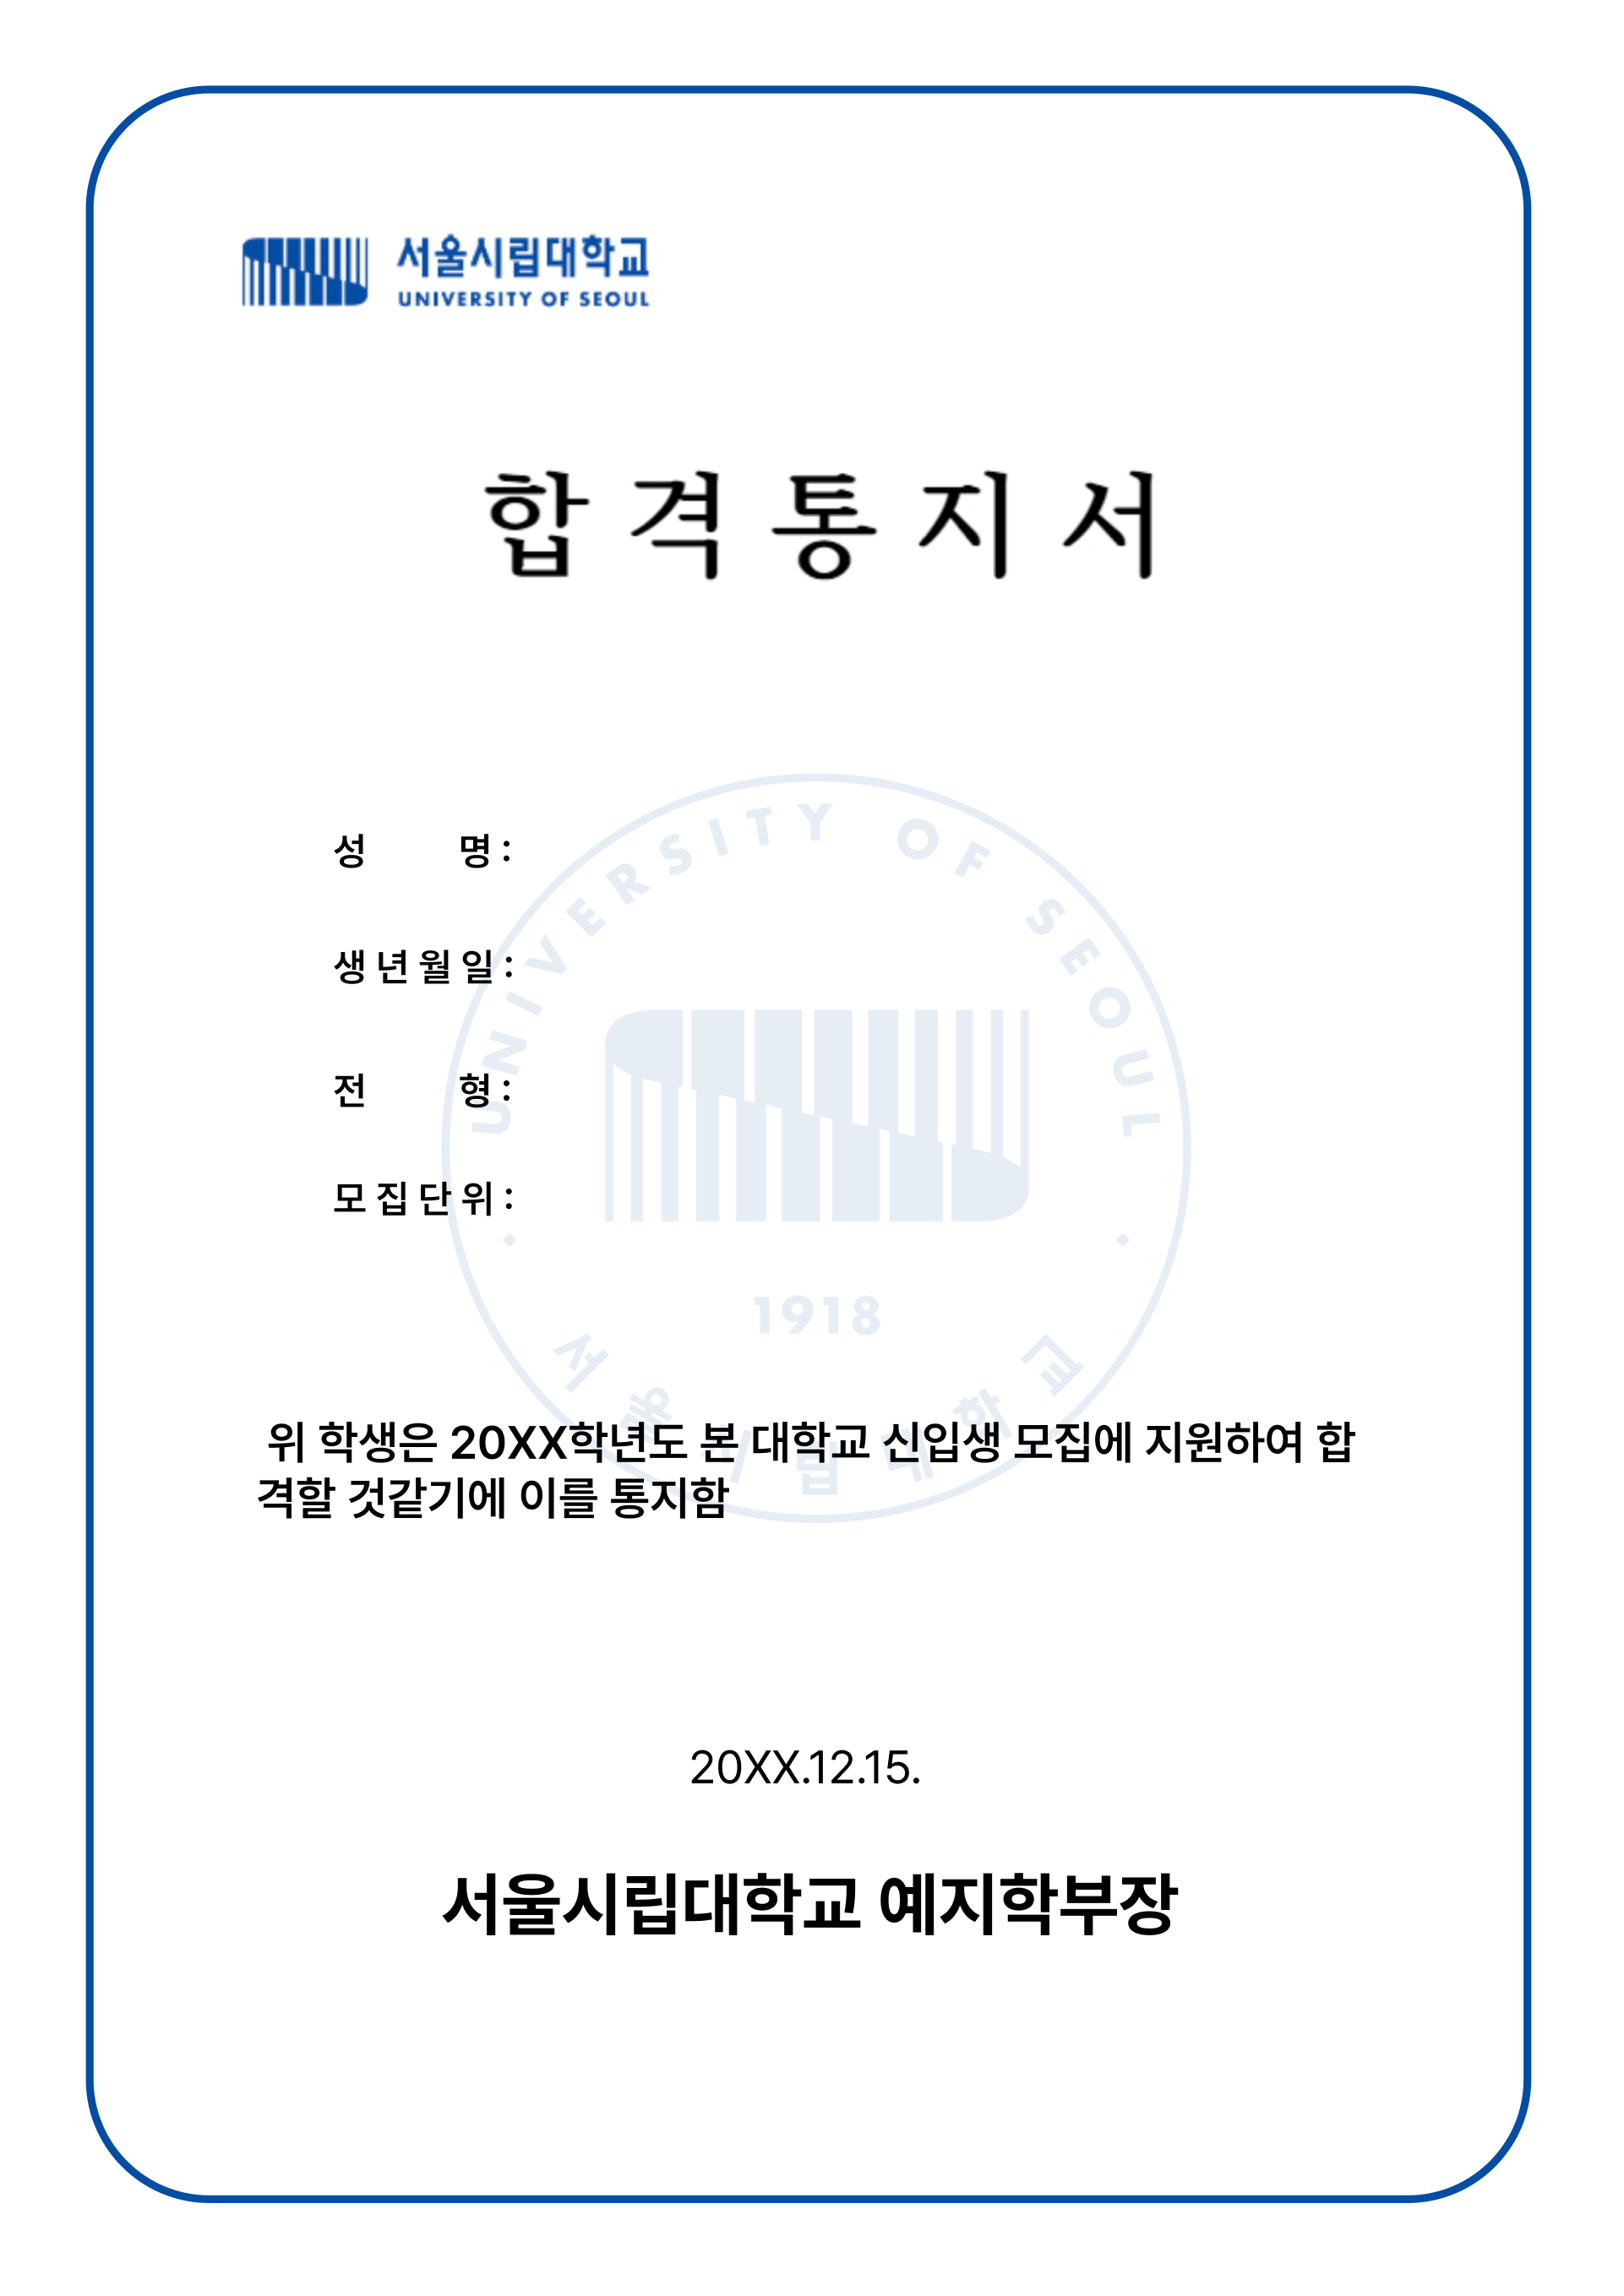 서울시립대학교
UNIVERSITY OF SEOUL
합격통지서
성 명 :
생년월일 :
전 형 :
모집단위 :
UNIVERSITY OF SEOUL
1918
서울시립대학교
위 학생은 20XX학년도 본 대학교 신입생 모집에 지원하여 합
격할 것같기에 이를 통지함
20XX.12.15.
서울시립대학교 예지학부장